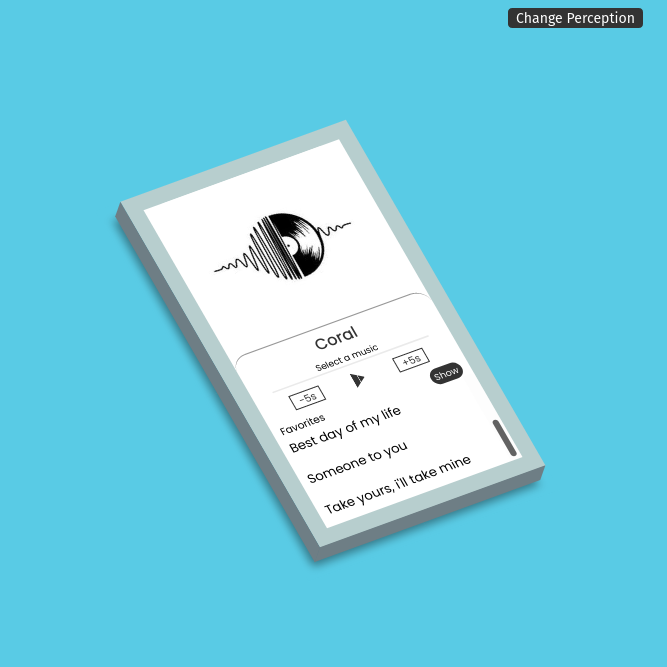 Change Perception
Coral
Select a music
-5s
+5s
Show
Favorites
Best day of my life
Someone to you
Take yours, i'll take mine